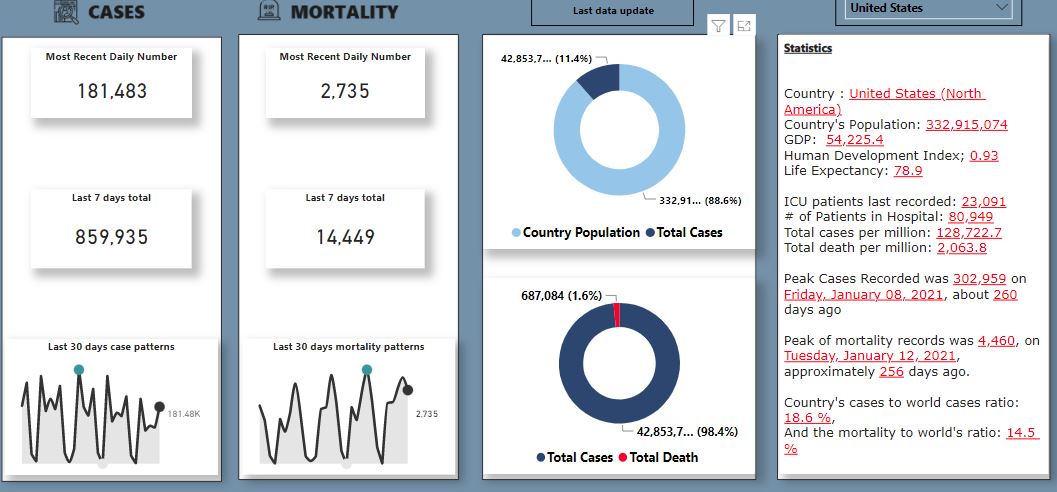 CASES
MORTALITY
Last data update
United States
Most Recent Daily Number
181,483
Last 7 days total
859,935
Last 30 days case patterns
181.48K
Most Recent Daily Number
2,735
Last 7 days total
14,449
Last 30 days mortality patterns
2,735
42,853,7... (11.4%)
332,91... (88.6%)
Country Population Total Cases
687,084 (1.6%)
42,853,7... (98.4%)
Total Cases Total Death
Statistics
Country : United States (North
America)
Country's Population: 332,915,074
GDP: 54,225.4
Human Development Index; 0.93
Life Expectancy: 78.9
ICU patients last recorded: 23,091
# of Patients in Hospital: 80,949
Total cases per million: 128,722.7
Total death per million: 2,063.8
Peak Cases Recorded was 302,959 on
Friday, January 08, 2021, about 260
days ago
Peak of mortality records was 4,460, on
Tuesday, January 12, 2021,
approximately 256 days ago.
Country's cases to world cases ratio:
18.6 %,
And the mortality to world's ratio: 14.5
%